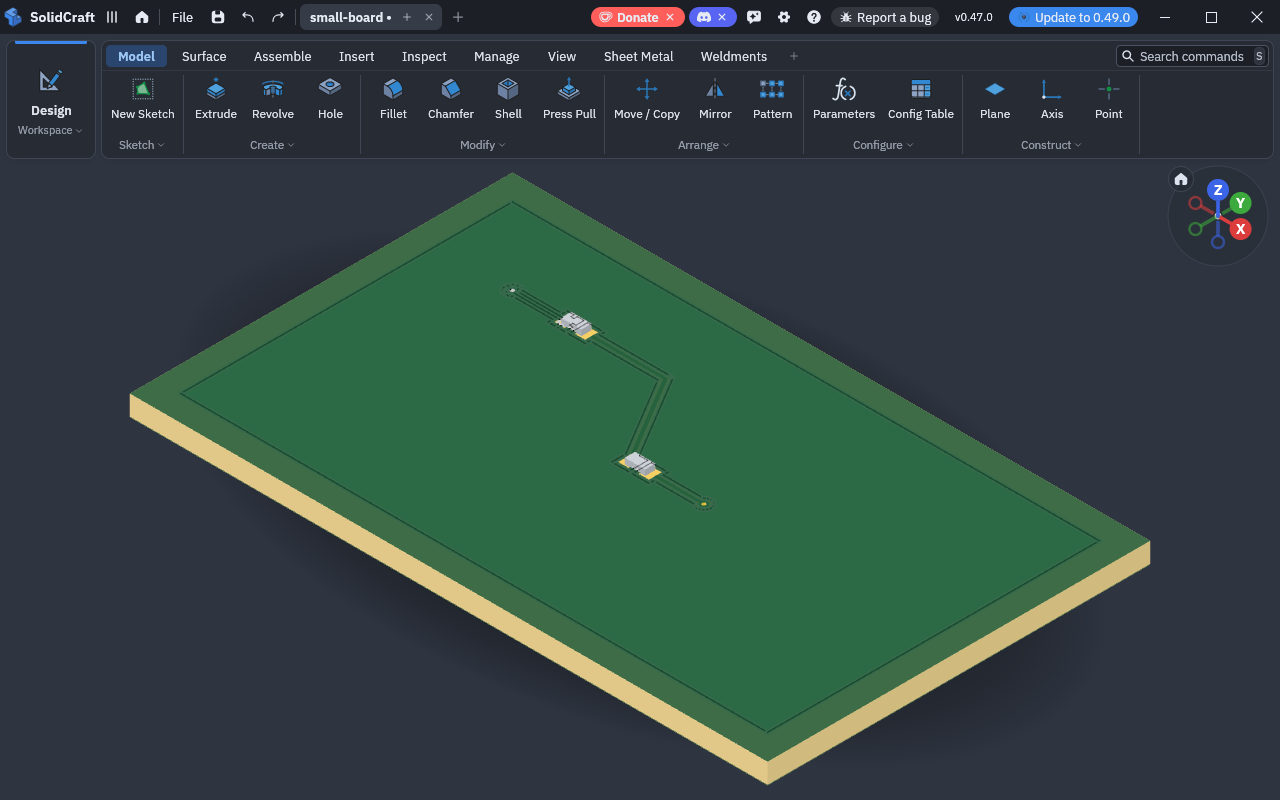 SolidCraft File small-board • Donate Report a bug v0.47.0 Update to 0.49.0
Design
Workspace
Model Surface Assemble Insert Inspect Manage View Sheet Metal Weldments Search commands S
New Sketch Extrude Revolve Hole Fillet Chamfer Shell Press Pull Move / Copy Mirror Pattern Parameters Config Table Plane Axis Point
Sketch Create Modify Arrange Configure Construct
Z
Y
X